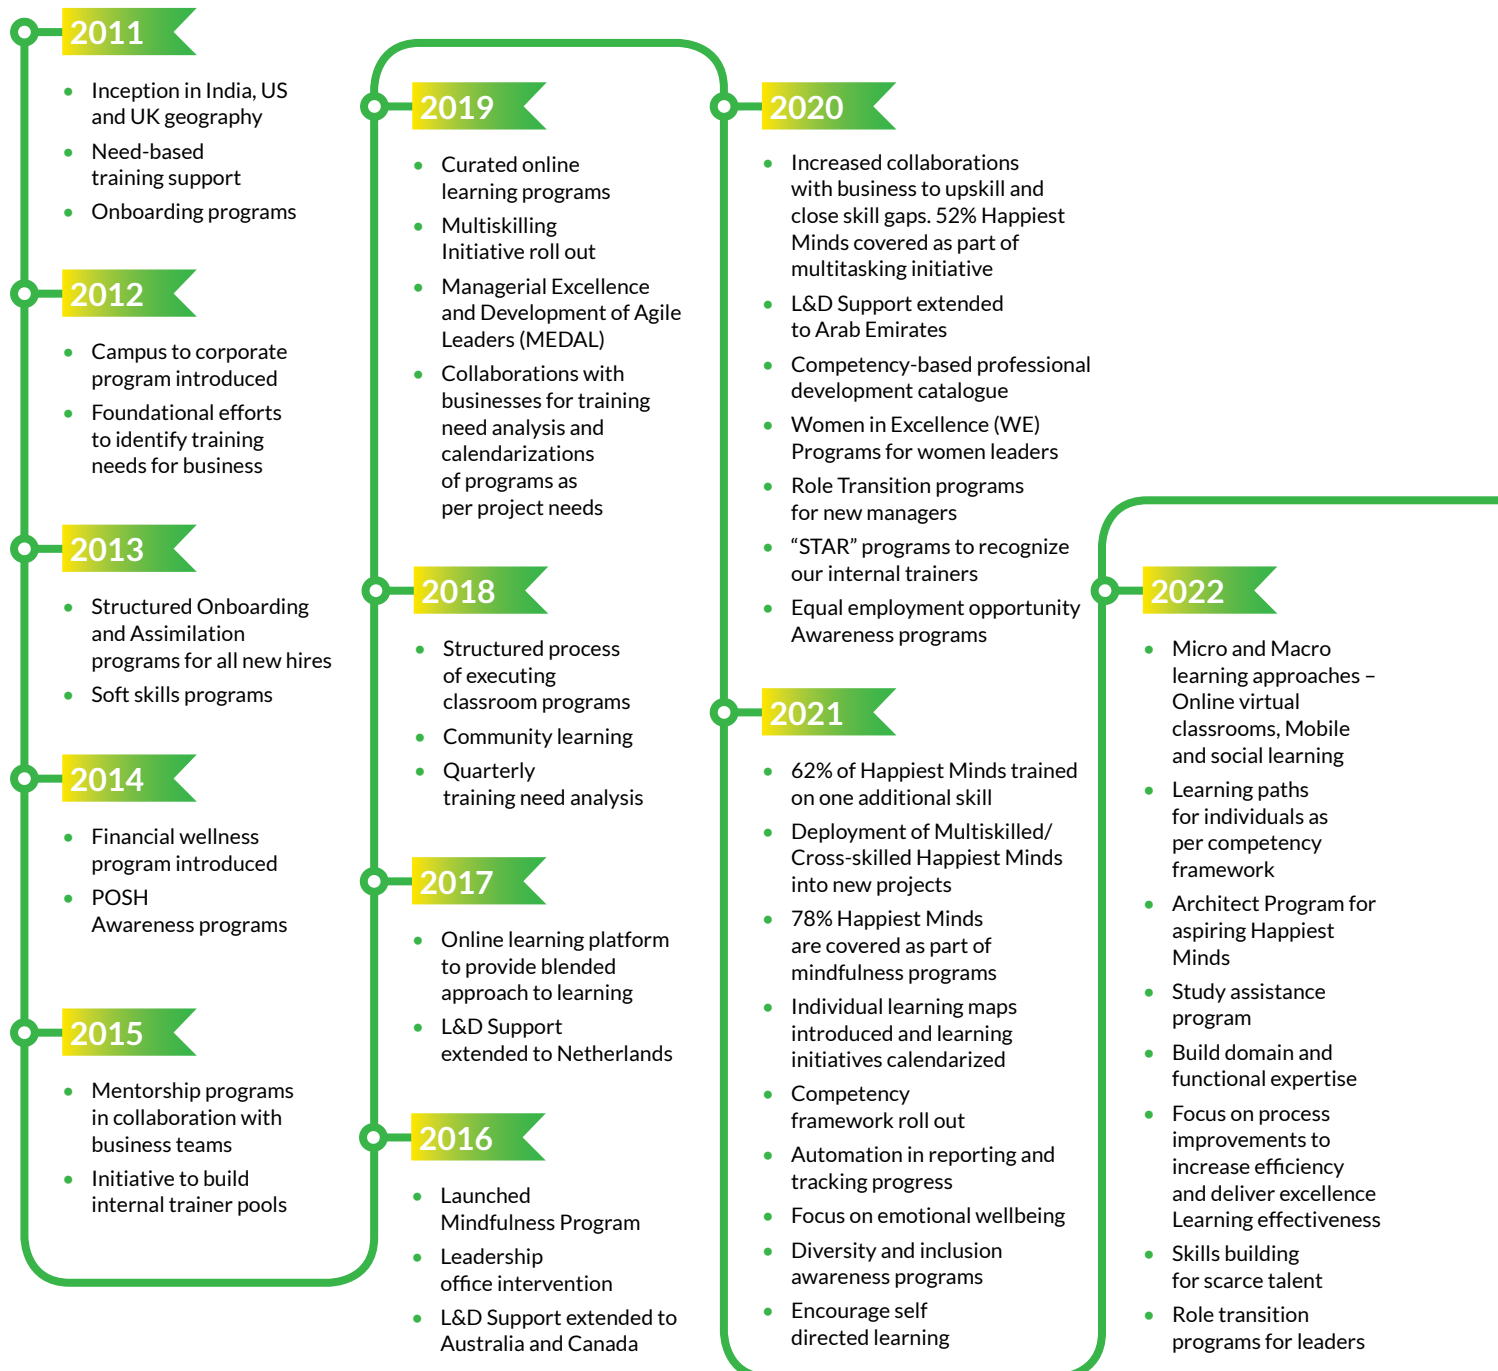 2011
• Inception in India, US
and UK geography
• Need-based
training support
• Onboarding programs
2012
• Campus to corporate
program introduced
• Foundational efforts
to identify training
needs for business
2013
• Structured Onboarding
and Assimilation
programs for all new hires
• Soft skills programs
2014
• Financial wellness
program introduced
• POSH
Awareness programs
2015
• Mentorship programs
in collaboration with
business teams
• Initiative to build
internal trainer pools
2019
• Curated online
learning programs
• Multiskilling
Initiative roll out
• Managerial Excellence
and Development of Agile
Leaders (MEDAL)
• Collaborations with
businesses for training
need analysis and
calendarizations
of programs as
per project needs
2018
• Structured process
of executing
classroom programs
• Community learning
• Quarterly
training need analysis
2017
• Online learning platform
to provide blended
approach to learning
• L&D Support
extended to Netherlands
2016
• Launched
Mindfulness Program
• Leadership
office intervention
• L&D Support extended to
Australia and Canada
2020
• Increased collaborations
with business to upskill and
close skill gaps. 52% Happiest
Minds covered as part of
multitasking initiative
• L&D Support extended
to Arab Emirates
• Competency-based professional
development catalogue
• Women in Excellence (WE)
Programs for women leaders
• Role Transition programs
for new managers
• “STAR” programs to recognize
our internal trainers
• Equal employment opportunity
Awareness programs
2021
• 62% of Happiest Minds trained
on one additional skill
• Deployment of Multiskilled/
Cross-skilled Happiest Minds
into new projects
• 78% Happiest Minds
are covered as part of
mindfulness programs
• Individual learning maps
introduced and learning
initiatives calendarized
• Competency
framework roll out
• Automation in reporting and
tracking progress
• Focus on emotional wellbeing
• Diversity and inclusion
awareness programs
• Encourage self
directed learning
2022
• Micro and Macro
learning approaches –
Online virtual
classrooms, Mobile
and social learning
• Learning paths
for individuals as
per competency
framework
• Architect Program for
aspiring Happiest
Minds
• Study assistance
program
• Build domain and
functional expertise
• Focus on process
improvements to
increase efficiency
and deliver excellence
Learning effectiveness
• Skills building
for scarce talent
• Role transition
programs for leaders